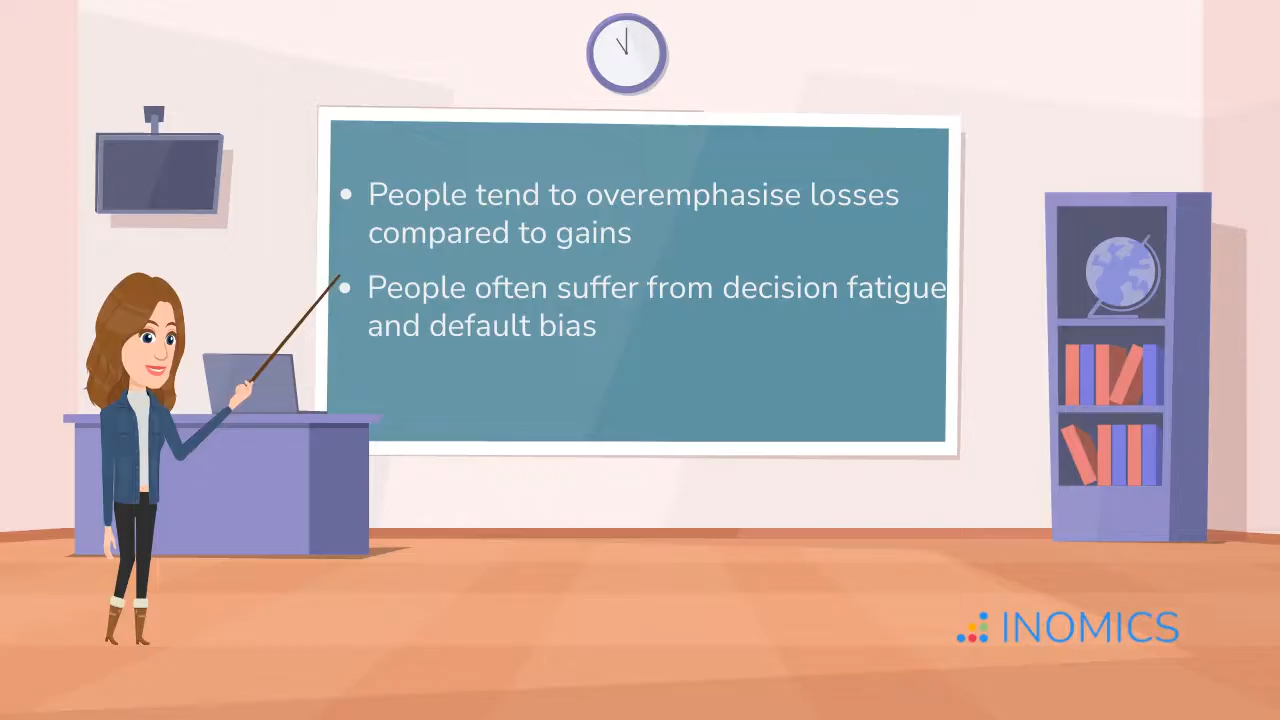 • People tend to overemphasise losses
compared to gains
• People often suffer from decision fatigue
and default bias
INOMICS